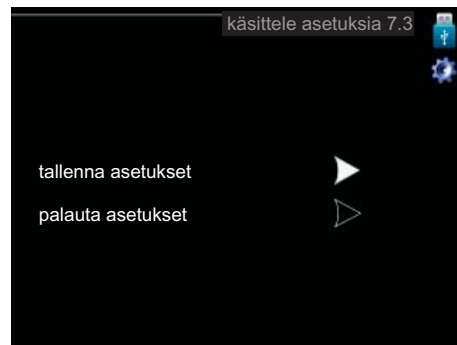 käsittele asetuksia 7.3
tallenna asetukset
palauta asetukset